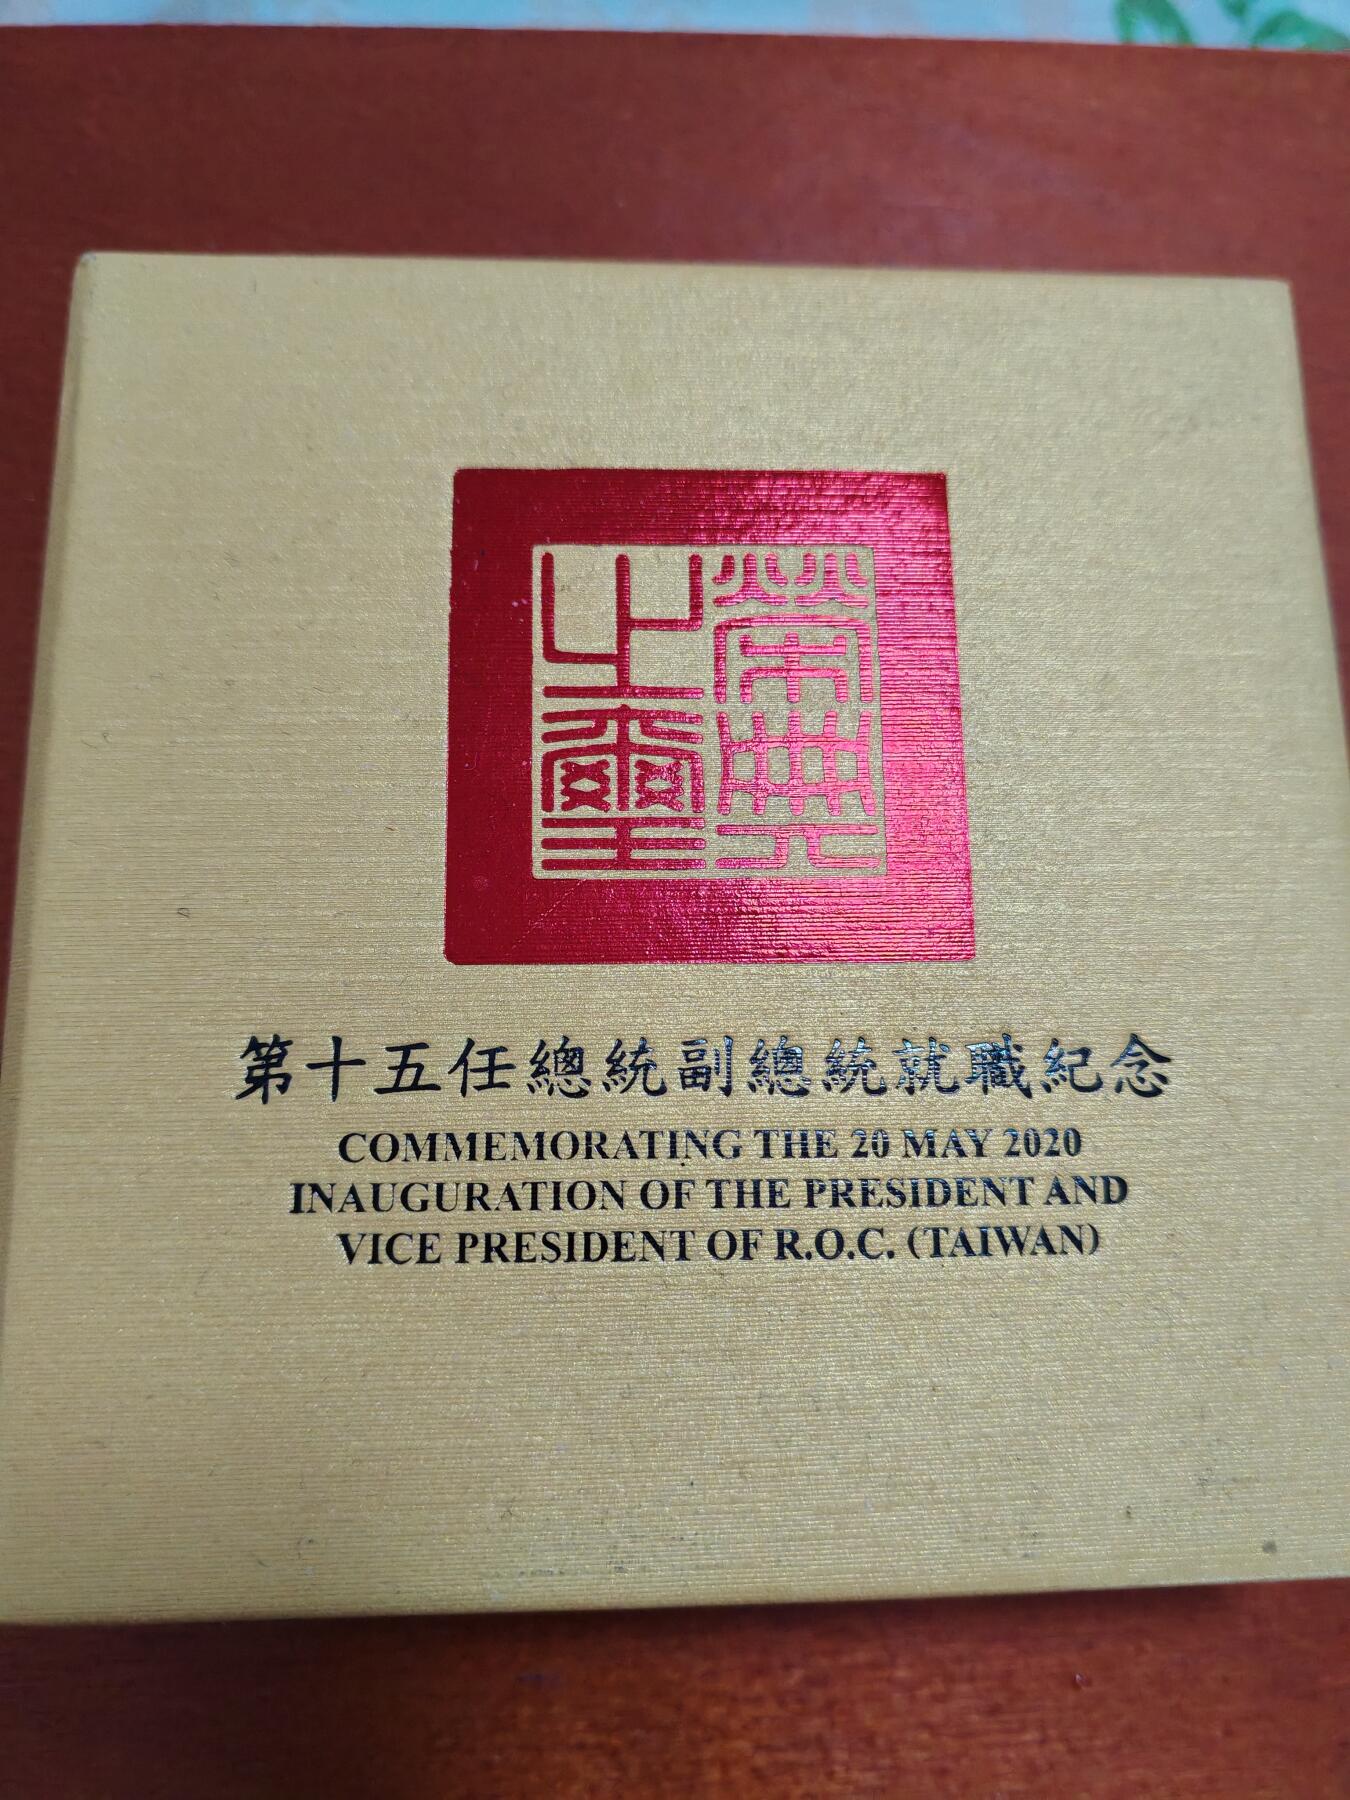 榮典
之璽
第十五任總統副總統就職紀念
COMMEMORATING THE 20 MAY 2020
INAUGURATION OF THE PRESIDENT AND
VICE PRESIDENT OF R.O.C. (TAIWAN)